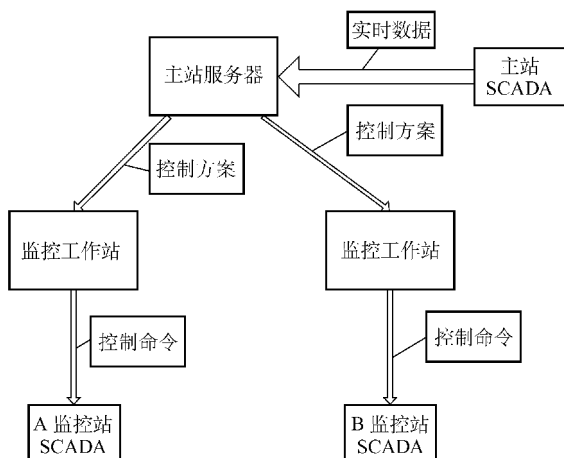 实时数据
主站服务器
主站
SCADA
控制方案
控制方案
监控工作站
监控工作站
控制命令
控制命令
A 监控站
SCADA
B 监控站
SCADA